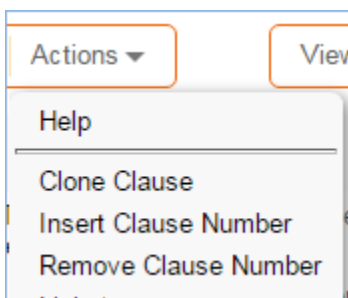 Actions View
Help
Clone Clause
Insert Clause Number
Remove Clause Number